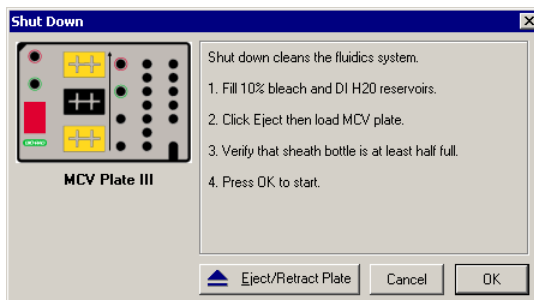 Shut Down
Shut down cleans the fluidics system.
1. Fill 10% bleach and DI H20 reservoirs.
2. Click Eject then load MCV plate.
3. Verify that sheath bottle is at least half full.
4. Press OK to start.
MCV Plate III
Eject/Retract Plate
Cancel
OK